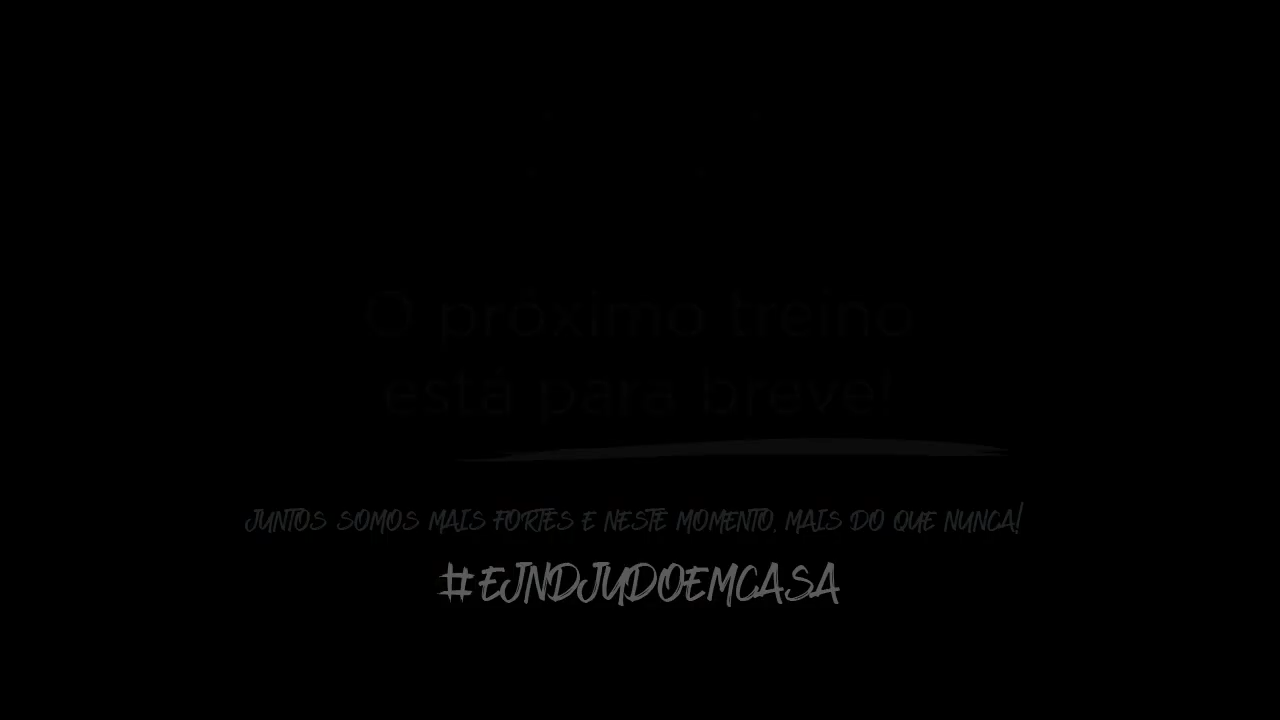 O próximo treino
está para breve!
JUNTOS SOMOS MAIS FORTES E NESTE MOMENTO, MAIS DO QUE NUNCA!
#EJNDJUDOEMCASA